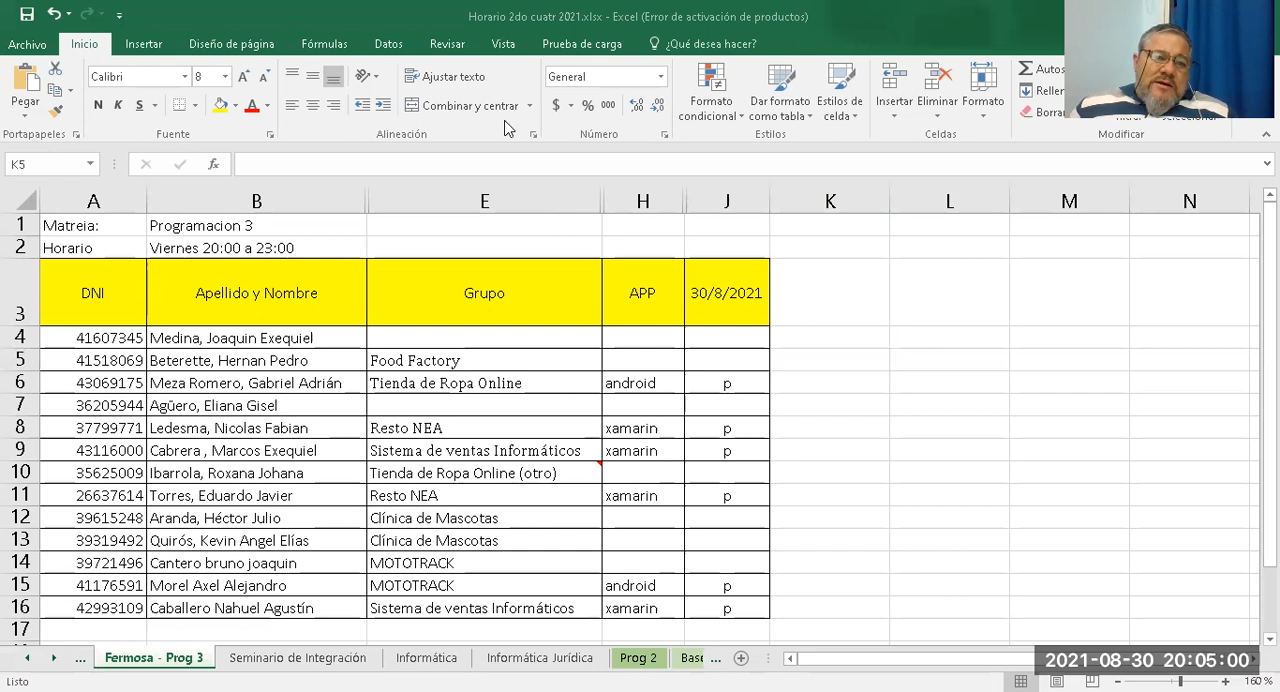 Horario 2do cuatr 2021.xlsx - Excel (Error de activación de productos)
Archivo Inicio Insertar Diseño de página Fórmulas Datos Revisar Vista Prueba de carga ¿Qué desea hacer?
Calibri 8 Ajustar texto General Autos
Pegar N K S A Combinar y centrar $ % 000 Formato condicional Dar formato como tabla Estilos de celda Insertar Eliminar Formato Rellen Borra
Portapapeles Fuente Alineación Número Estilos Celdas Modificar
K5 fx
A B E H J K L M N
1 Matreia: Programacion 3
2 Horario Viernes 20:00 a 23:00
3 DNI Apellido y Nombre Grupo APP 30/8/2021
4 41607345 Medina, Joaquin Exequiel
5 41518069 Beterette, Hernan Pedro Food Factory
6 43069175 Meza Romero, Gabriel Adrián Tienda de Ropa Online android p
7 36205944 Agüero, Eliana Gisel
8 37799771 Ledesma, Nicolas Fabian Resto NEA xamarin p
9 43116000 Cabrera , Marcos Exequiel Sistema de ventas Informáticos xamarin p
10 35625009 Ibarrola, Roxana Johana Tienda de Ropa Online (otro)
11 26637614 Torres, Eduardo Javier Resto NEA xamarin p
12 39615248 Aranda, Héctor Julio Clínica de Mascotas
13 39319492 Quirós, Kevin Angel Elías Clínica de Mascotas
14 39721496 Cantero bruno joaquin MOTOTRACK
15 41176591 Morel Axel Alejandro MOTOTRACK android p
16 42993109 Caballero Nahuel Agustín Sistema de ventas Informáticos xamarin p
17
... Fermosa - Prog 3 Seminario de Integración Informática Informática Jurídica Prog 2 Base ...
2021-08-30 20:05:00
Listo 160 %